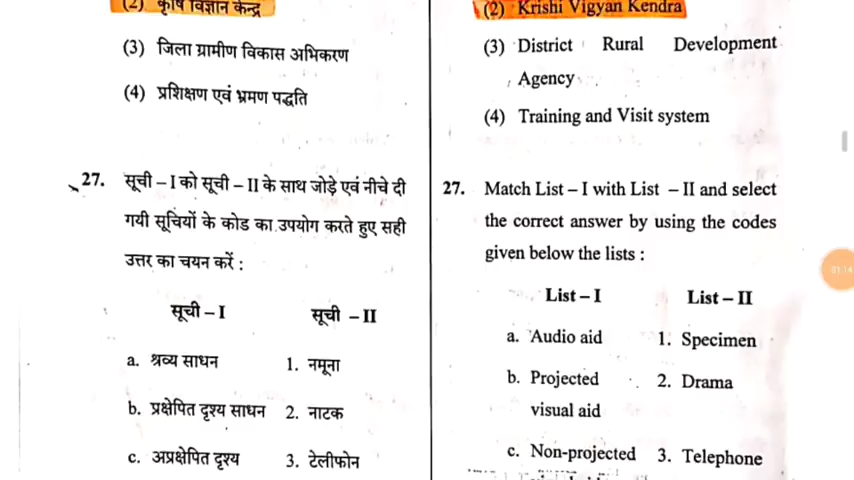 (2) कृषि विज्ञान केन्द्र
(3) जिला ग्रामीण विकास अभिकरण
(4) प्रशिक्षण एवं भ्रमण पद्धति
27. सूची – I को सूची – II के साथ जोड़े एवं नीचे दी
गयी सूचियों के कोड का उपयोग करते हुए सही
उत्तर का चयन करें :
सूची – I सूची – II
a. श्रव्य साधन 1. नमूना
b. प्रक्षेपित दृश्य साधन 2. नाटक
c. अप्रक्षेपित दृश्य 3. टेलीफोन
(2) Krishi Vigyan Kendra
(3) District Rural Development
Agency
(4) Training and Visit system
27. Match List – I with List – II and select
the correct answer by using the codes
given below the lists :
List – I List – II
a. Audio aid 1. Specimen
b. Projected 2. Drama
visual aid
c. Non-projected 3. Telephone